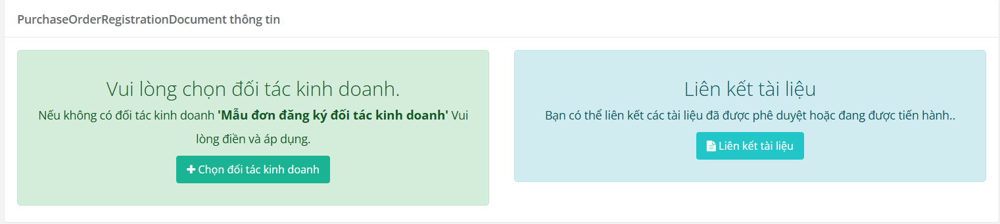 PurchaseOrderRegistrationDocument thông tin
Vui lòng chọn đối tác kinh doanh.
Nếu không có đối tác kinh doanh 'Mẫu đơn đăng ký đối tác kinh doanh' Vui
lòng điền và áp dụng.
Chọn đối tác kinh doanh
Liên kết tài liệu
Bạn có thể liên kết các tài liệu đã được phê duyệt hoặc đang được tiến hành..
Liên kết tài liệu